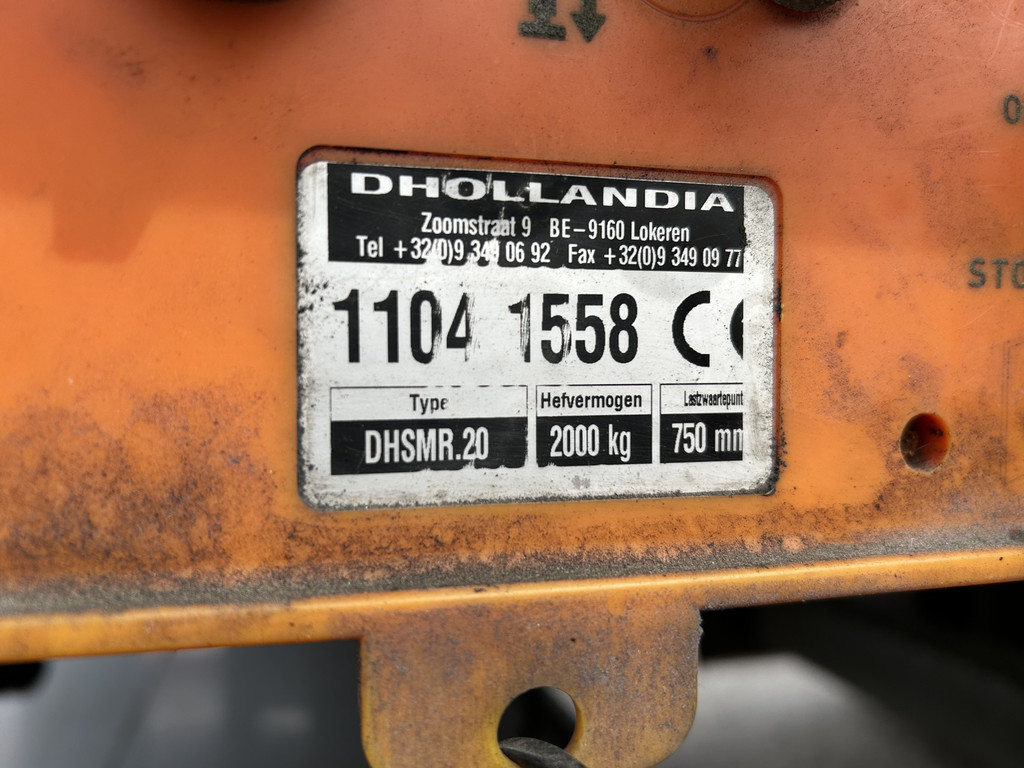 DHOLLANDIA
Zoomstraat 9 BE-9160 Lokeren
Tel +32(0)9 349 06 92 Fax +32(0)9 349 09 77
1104 1558 CE
Type Hefvermogen Lastzwaartepunt
DHSMR.20 2000 kg 750 mm